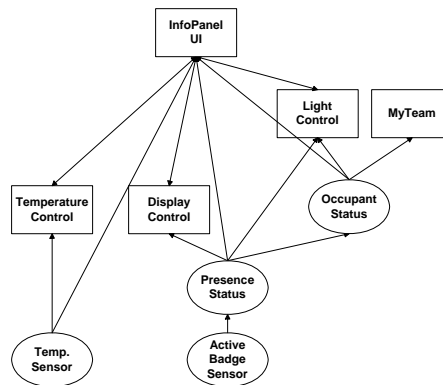 InfoPanel
UI
Light
Control
MyTeam
Temperature
Control
Display
Control
Occupant
Status
Presence
Status
Temp.
Sensor
Active
Badge
Sensor